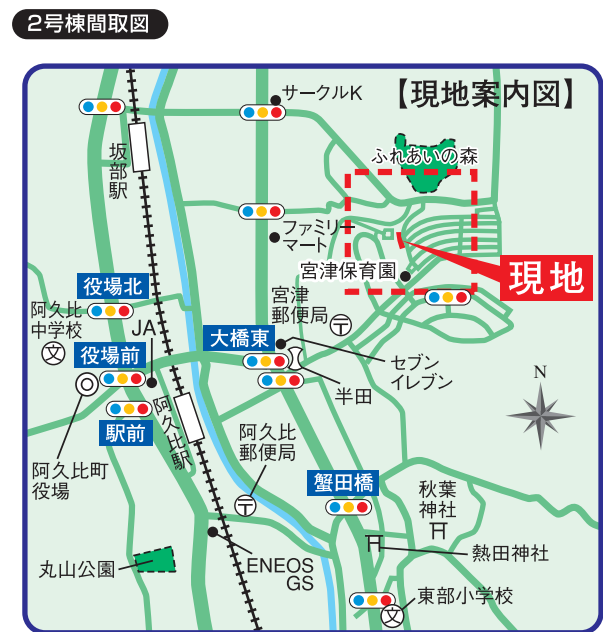 2号棟間取図
【現地案内図】
サークルK
ふれあいの森
坂部駅
ファミリー
マート
宮津保育園
現地
役場北
宮津
郵便局
〒
阿久比
中学校
文
JA
大橋東
役場前
セブン
イレブン
半田
N
駅前
阿久比駅
阿久比
郵便局
〒
阿久比町
役場
蟹田橋
秋葉
神社
熱田神社
丸山公園
ENEOS
GS
東部小学校
文